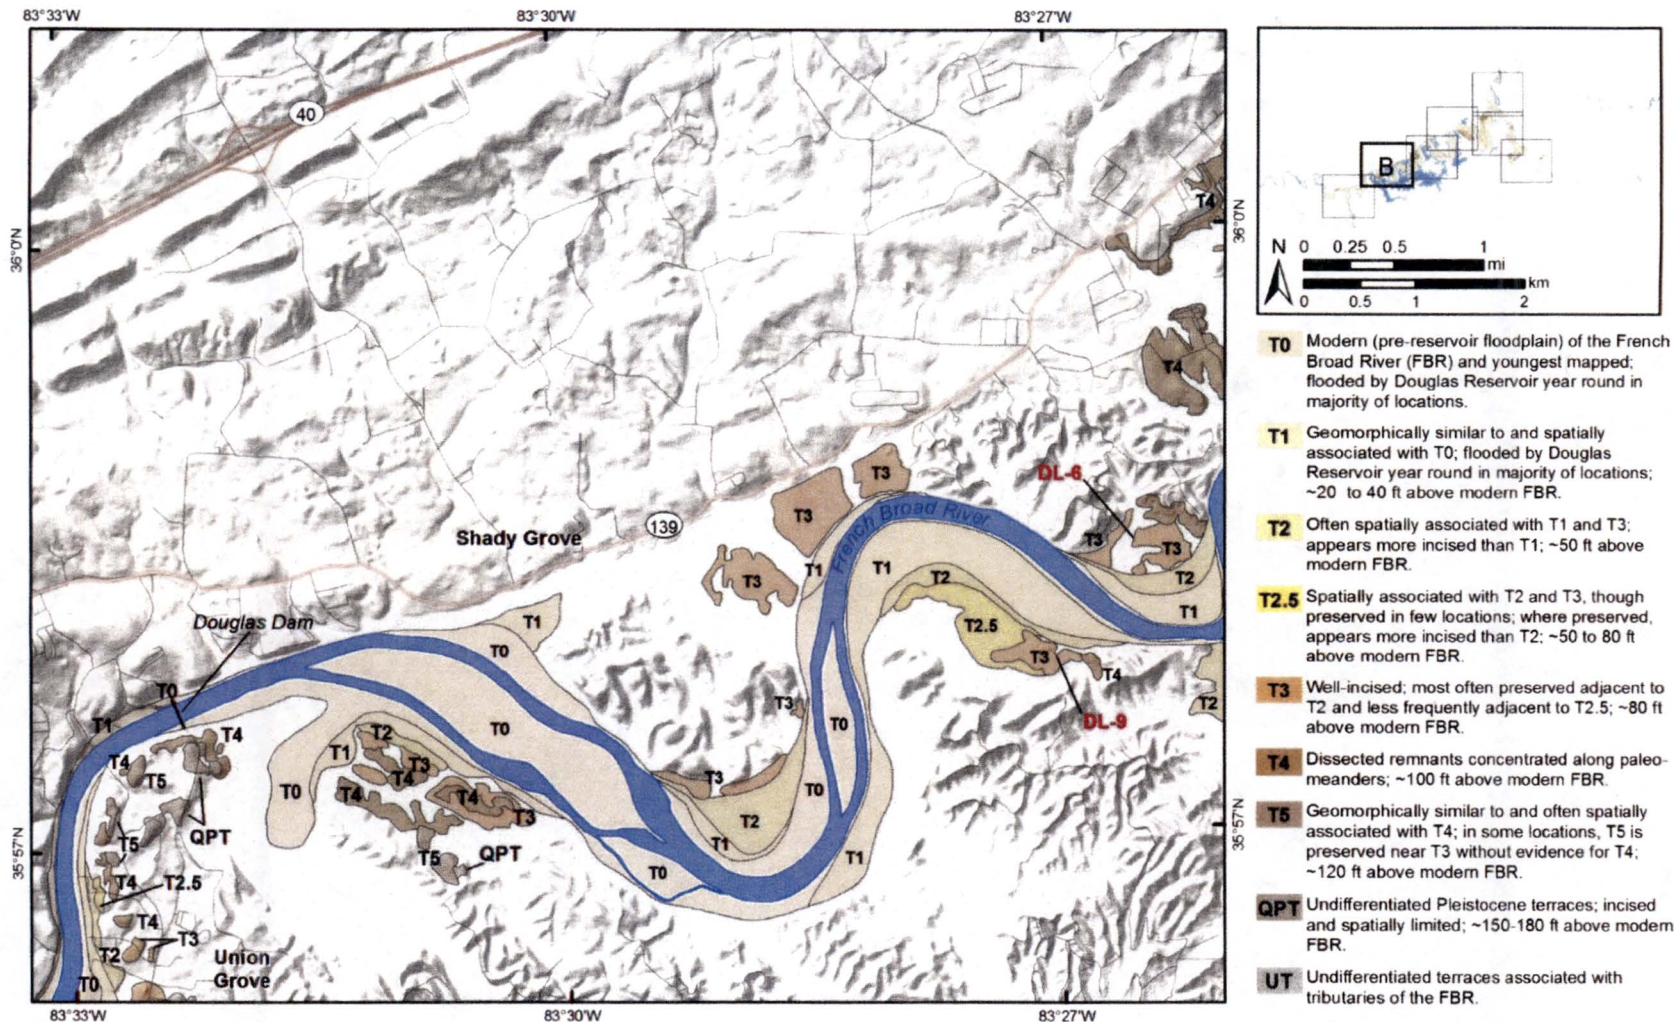 83°33'W
83°30'W
83°27'W
40
T4
36°0'N
36°0'N
B
N 0 0.25 0.5 1
mi
km
0 0.5 1 2
T4
T3
DL-6
T3
139
Shady Grove
French Broad River
T3
T3
T3
T1
T1
T2
T2
T1
T2.5
T1
T0
Douglas Dam
T3
T4
T0
T3
DL-9
T2
T1
T4
T0
T0
T2
T1
T3
T4
T5
T4
T3
T0
T4
T4
T3
T0
T2
T1
QPT
T5
QPT
T5
T0
T1
T4
T2.5
T4
T3
T2
Union
Grove
T0
35°57'N
35°57'N
83°33'W
83°30'W
83°27'W
T0 Modern (pre-reservoir floodplain) of the French
Broad River (FBR) and youngest mapped;
flooded by Douglas Reservoir year round in
majority of locations.
T1 Geomorphically similar to and spatially
associated with T0; flooded by Douglas
Reservoir year round in majority of locations;
~20 to 40 ft above modern FBR.
T2 Often spatially associated with T1 and T3;
appears more incised than T1; ~50 ft above
modern FBR.
T2.5 Spatially associated with T2 and T3, though
preserved in few locations; where preserved,
appears more incised than T2; ~50 to 80 ft
above modern FBR.
T3 Well-incised; most often preserved adjacent to
T2 and less frequently adjacent to T2.5; ~80 ft
above modern FBR.
T4 Dissected remnants concentrated along paleo-
meanders; ~100 ft above modern FBR.
T5 Geomorphically similar to and often spatially
associated with T4; in some locations, T5 is
preserved near T3 without evidence for T4;
~120 ft above modern FBR.
QPT Undifferentiated Pleistocene terraces; incised
and spatially limited; ~150-180 ft above modern
FBR.
UT Undifferentiated terraces associated with
tributaries of the FBR.